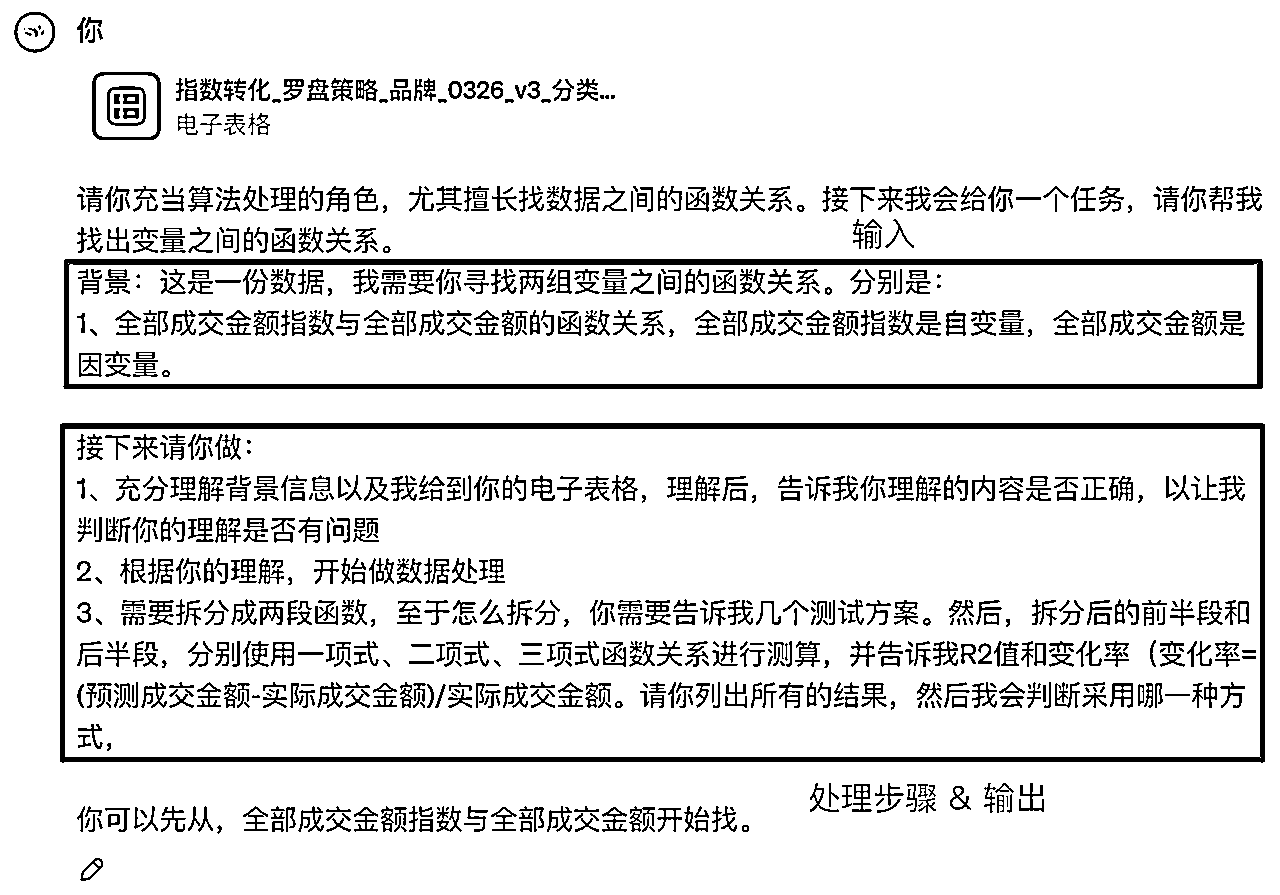 你
指数转化_罗盘策略_品牌_0326_v3_分类...
电子表格
请你充当算法处理的角色，尤其擅长找数据之间的函数关系。接下来我会给你一个任务，请你帮我
找出变量之间的函数关系。
输入
背景：这是一份数据，我需要你寻找两组变量之间的函数关系。分别是：
1、全部成交金额指数与全部成交金额的函数关系，全部成交金额指数是自变量，全部成交金额是
因变量。
接下来请你做：
1、充分理解背景信息以及我给到你的电子表格，理解后，告诉我你理解的内容是否正确，以让我
判断你的理解是否有问题
2、根据你的理解，开始做数据处理
3、需要拆分成两段函数，至于怎么拆分，你需要告诉我几个测试方案。然后，拆分后的前半段和
后半段，分别使用一项式、二项式、三项式函数关系进行测算，并告诉我R2值和变化率（变化率=
(预测成交金额-实际成交金额)/实际成交金额。请你列出所有的结果，然后我会判断采用哪一种方
式，
处理步骤 & 输出
你可以先从，全部成交金额指数与全部成交金额开始找。